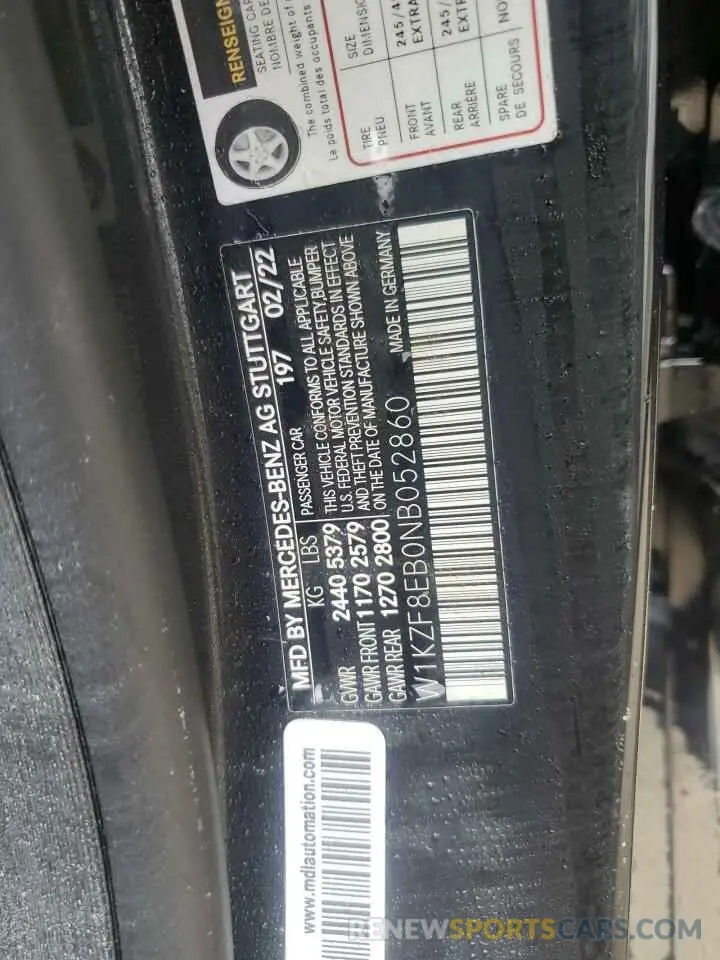 RENSEIGN
SEATING CAP
NOMBRE DE
The combined weight of
Le poids total des occupants
TIRE
PNEU
SIZE
DIMENSIO
FRONT
AVANT
245/4
EXTRA
REAR
ARRIÈRE
245/
EXTR
SPARE
DE SECOURS
NO
MFD BY MERCEDES-BENZ AG STUTTGART
197 02/22
KG LBS
GVWR 2440 5379
GAWR FRONT 1170 2579
GAWR REAR 1270 2800
PASSENGER CAR
THIS VEHICLE CONFORMS TO ALL APPLICABLE
U.S. FEDERAL MOTOR VEHICLE SAFETY, BUMPER
AND THEFT PREVENTION STANDARDS IN EFFECT
ON THE DATE OF MANUFACTURE SHOWN ABOVE
W1KZF8EB0NB052860 MADE IN GERMANY
www.mdlautomation.com
RENEWSPORTSCARS.COM